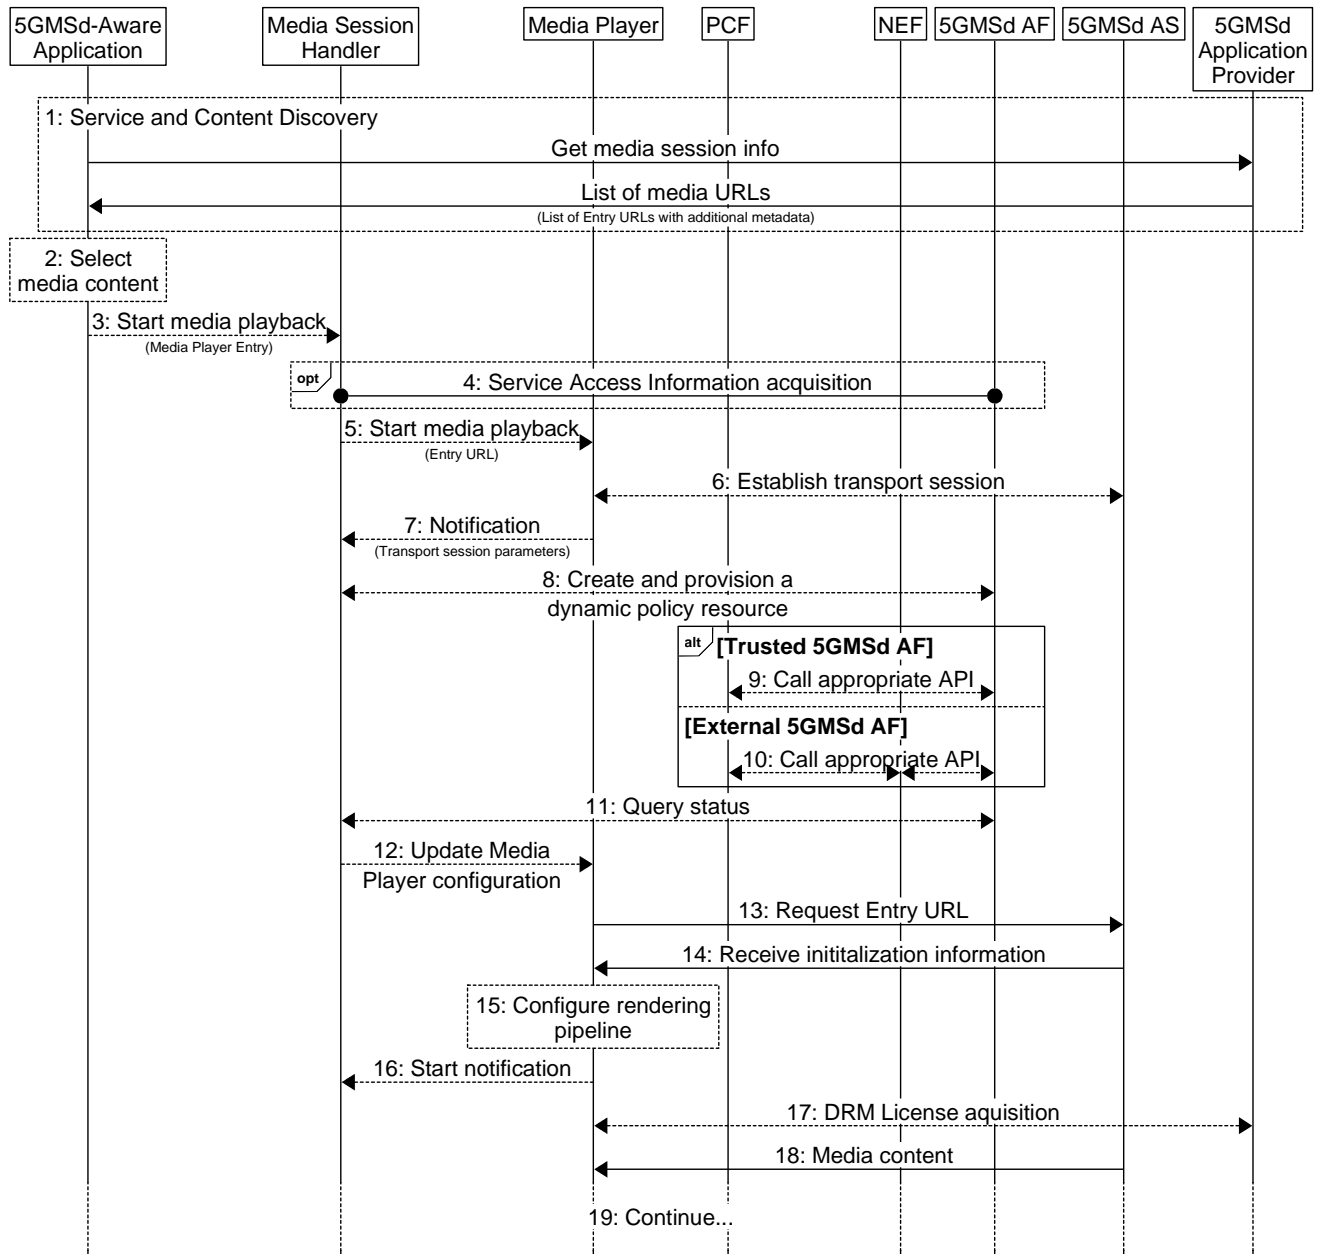 5GMSd-Aware
Application
Media Session
Handler
Media Player
PCF
NEF
5GMSd AF
5GMSd AS
5GMSd
Application
Provider
1: Service and Content Discovery
Get media session info
List of media URLs
(List of Entry URLs with additional metadata)
2: Select
media content
3: Start media playback
(Media Player Entry)
opt
4: Service Access Information acquisition
5: Start media playback
(Entry URL)
6: Establish transport session
7: Notification
(Transport session parameters)
8: Create and provision a
dynamic policy resource
alt
[Trusted 5GMSd AF]
9: Call appropriate API
[External 5GMSd AF]
10: Call appropriate API
11: Query status
12: Update Media
Player configuration
13: Request Entry URL
14: Receive inititalization information
15: Configure rendering
pipeline
16: Start notification
17: DRM License aquisition
18: Media content
19: Continue...